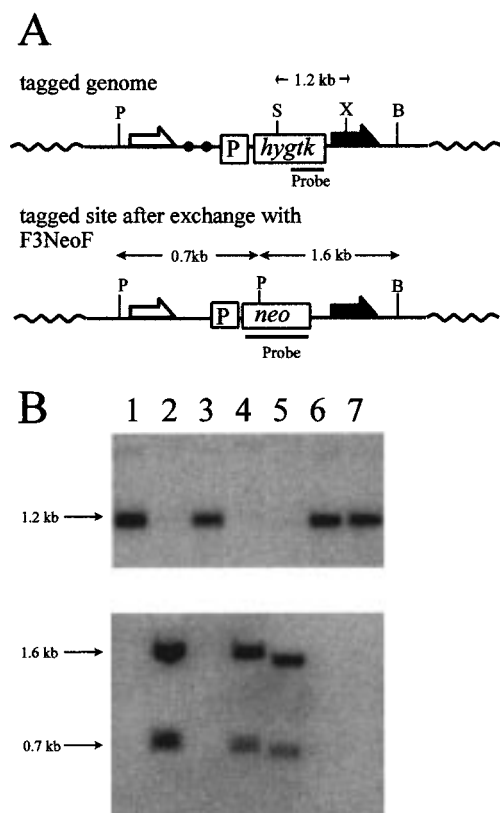 A
tagged genome
← 1.2 kb →
P S X B
P hygtk
Probe
tagged site after exchange with
F3NeoF
0.7kb 1.6 kb
P P B
P neo
Probe
B 1 2 3 4 5 6 7
1.2 kb
1.6 kb
0.7 kb